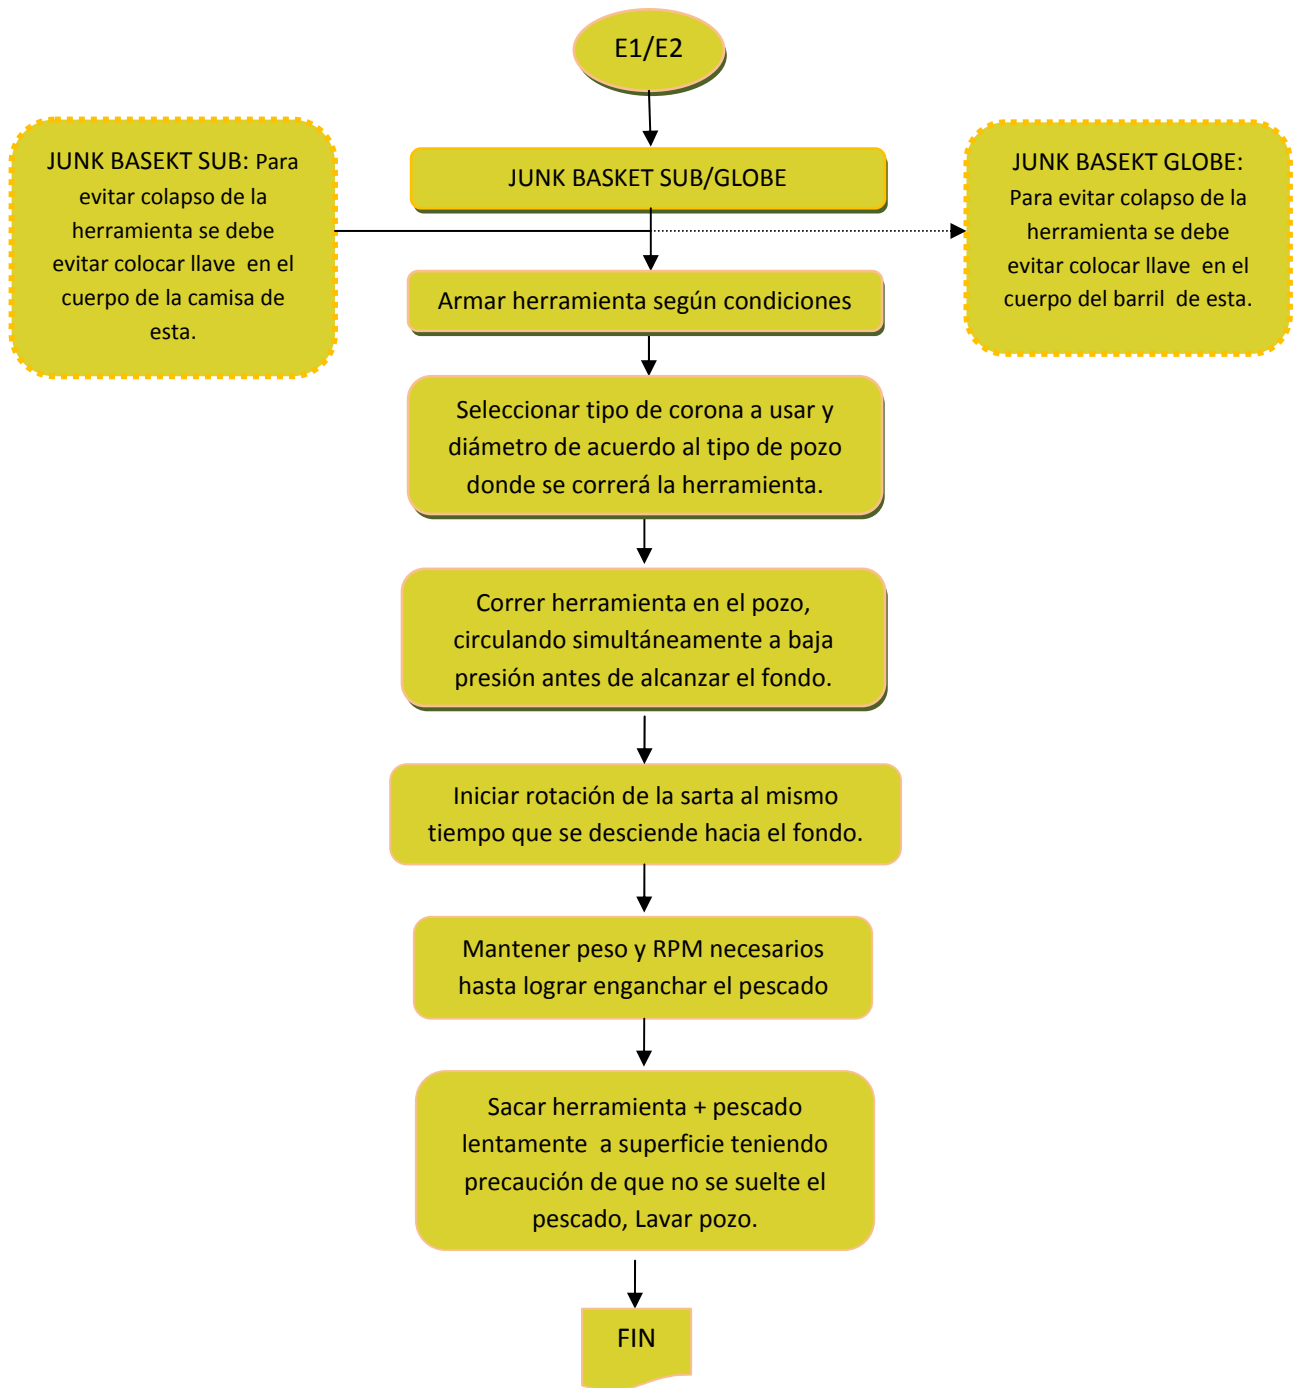 E1/E2
JUNK BASKET SUB/GLOBE
JUNK BASEKT SUB: Para
evitar colapso de la
herramienta se debe
evitar colocar llave en el
cuerpo de la camisa de
esta.
JUNK BASEKT GLOBE:
Para evitar colapso de la
herramienta se debe
evitar colocar llave en el
cuerpo del barril de esta.
Armar herramienta según condiciones
Seleccionar tipo de corona a usar y
diámetro de acuerdo al tipo de pozo
donde se correrá la herramienta.
Correr herramienta en el pozo,
circulando simultáneamente a baja
presión antes de alcanzar el fondo.
Iniciar rotación de la sarta al mismo
tiempo que se desciende hacia el fondo.
Mantener peso y RPM necesarios
hasta lograr enganchar el pescado
Sacar herramienta + pescado
lentamente a superficie teniendo
precaución de que no se suelte el
pescado, Lavar pozo.
FIN